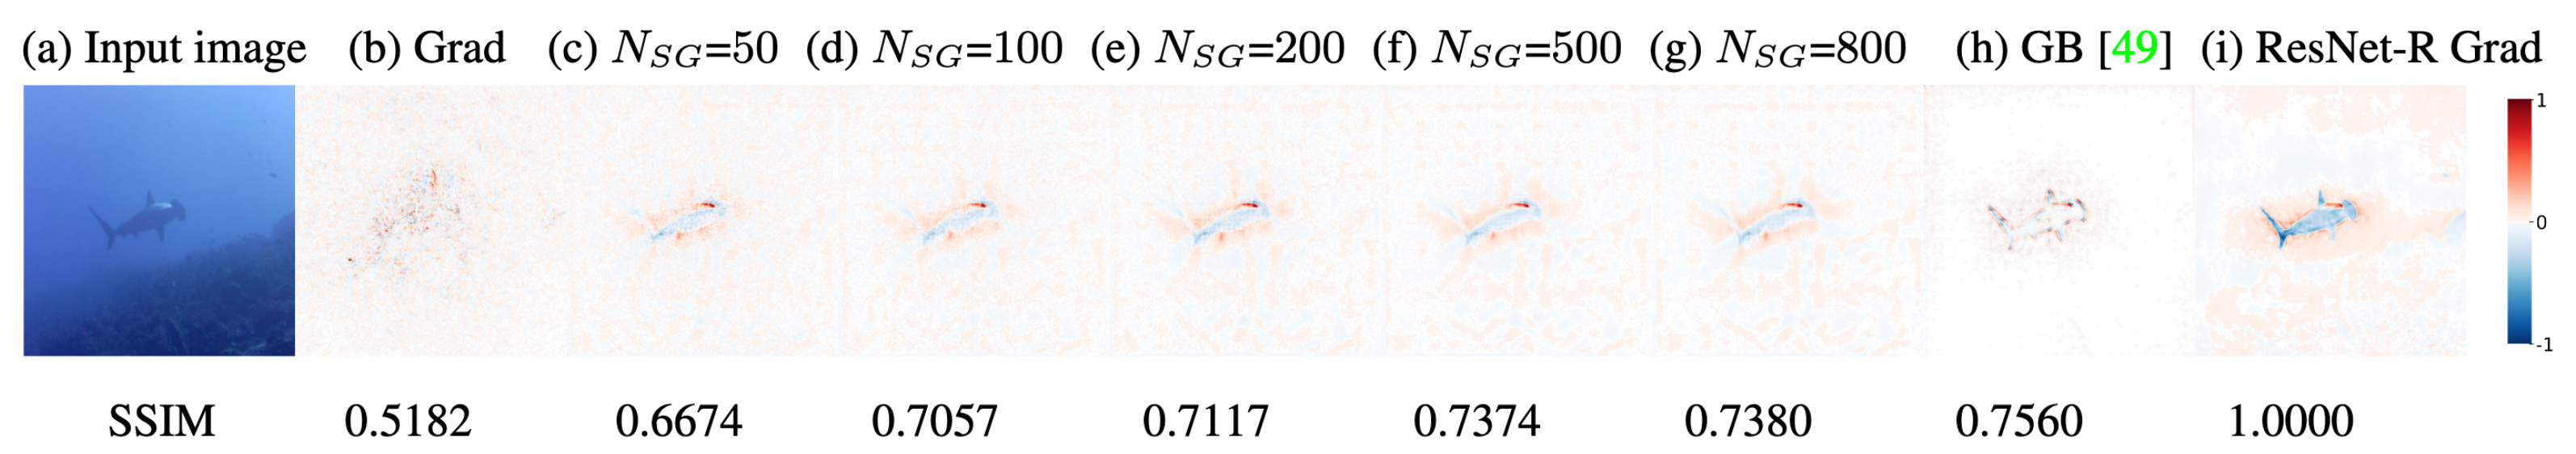 (a) Input image (b) Grad (c) N_SG=50 (d) N_SG=100 (e) N_SG=200 (f) N_SG=500 (g) N_SG=800 (h) GB [49] (i) ResNet-R Grad
1
0
-1
SSIM 0.5182 0.6674 0.7057 0.7117 0.7374 0.7380 0.7560 1.0000